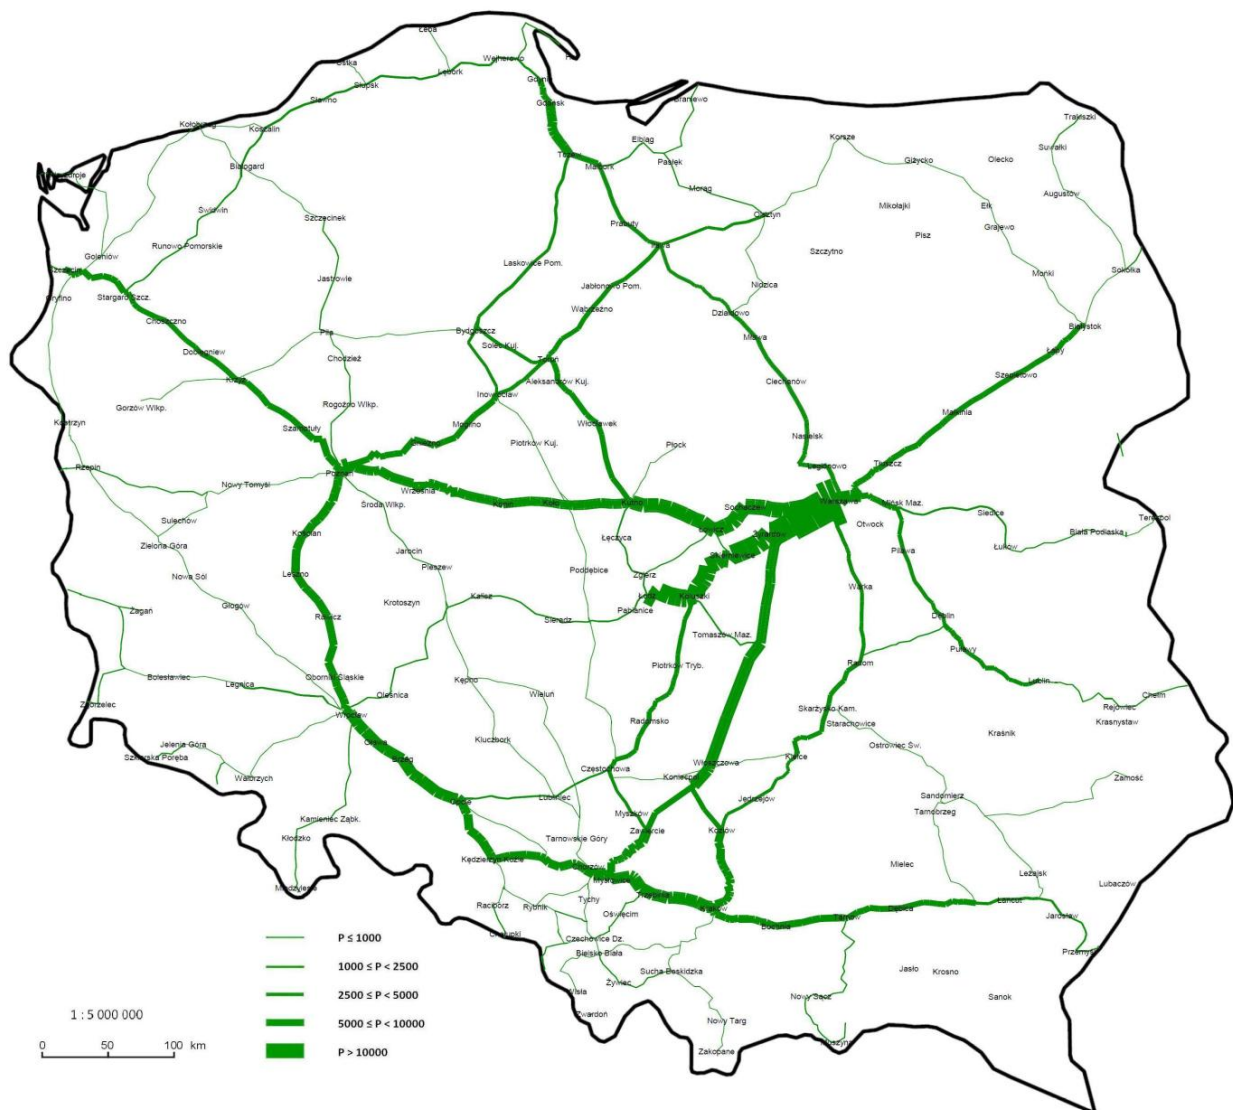 Łeba
Ustka
Słupsk
Lębork
Wejherowo
Gdynia
Gdańsk
Sławno
Kołobrzeg
Koszalin
Białogard
Tczew
Malbork
Elbląg
Braniewo
Pasłęk
Morąg
Korsze
Giżycko
Olecko
Trakiszki
Suwałki
Augustów
Świdwin
Szczecinek
Prabuty
Olsztyn
Mikołajki
Ełk
Grajewo
Pisz
Runowo Pomorskie
Goleniów
Laskowice Pom.
Szczytno
Mońki
Sokółka
Szczecin
Gryfino
Stargard Szcz.
Jastrowie
Jabłonowo Pom.
Nidzica
Choszczno
Wąbrzeźno
Działdowo
Białystok
Piła
Bydgoszcz
Solec Kuj.
Mława
Dobiegniew
Chodzież
Toruń
Łapy
Krzyż
Aleksandrów Kuj.
Ciechanów
Szepietowo
Inowrocław
Gorzów Wlkp.
Rogoźno Wlkp.
Mogilno
Włocławek
Małkinia
Kostrzyn
Szamotuły
Gniezno
Piotrków Kuj.
Płock
Nasielsk
Rzepin
Poznań
Legionowo
Tłuszcz
Nowy Tomyśl
Września
Konin
Koło
Kutno
Sochaczew
Warszawa
Mińsk Maz.
Środa Wlkp.
Siedlce
Sulechów
Otwock
Terespol
Kościan
Łowicz
Żyrardów
Biała Podlaska
Zielona Góra
Łęczyca
Łuków
Jarocin
Skierniewice
Pilawa
Pleszew
Poddębice
Zgierz
Nowa Sól
Leszno
Warka
Krotoszyn
Kalisz
Łódź
Koluszki
Żagań
Głogów
Pabianice
Rawicz
Sieradz
Dęblin
Tomaszów Maz.
Puławy
Piotrków Tryb.
Radom
Bolesławiec
Legnica
Oborniki Śląskie
Kępno
Lublin
Oleśnica
Wieluń
Chełm
Zgorzelec
Wrocław
Skarżysko Kam.
Rejowiec
Radomsko
Starachowice
Krasnystaw
Kraśnik
Jelenia Góra
Oława
Kluczbork
Ostrowiec Św.
Szklarska Poręba
Brzeg
Kielce
Włoszczowa
Częstochowa
Koniecpol
Wałbrzych
Zamość
Opole
Lubliniec
Jędrzejów
Sandomierz
Kamieniec Ząbk.
Myszków
Tarnobrzeg
Kłodzko
Tarnowskie Góry
Zawiercie
Kozłów
Kędzierzyn Koźle
Chorzów
Mielec
Leżajsk
Lubaczów
Międzylesie
Mysłowice
Trzebinia
Tychy
Racibórz
Rybnik
Oświęcim
Kraków
Bochnia
Tarnów
Dębica
Łańcut
Jarosław
Chałupki
Czechowice Dz.
Przemyśl
Bielsko Biała
Sucha Beskidzka
Jasło
Krosno
Żywiec
Wisła
Nowy Sącz
Sanok
Zwardoń
Nowy Targ
Muszyna
Zakopane
P ≤ 1000
1000 ≤ P < 2500
2500 ≤ P < 5000
5000 ≤ P < 10000
P > 10000
1 : 5 000 000
0 50 100 km